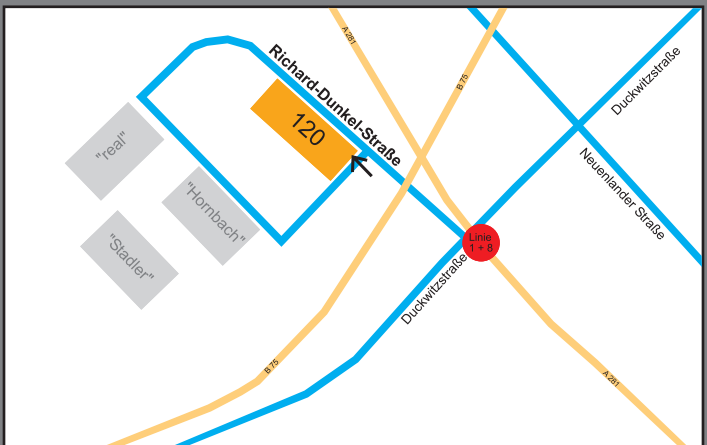 A 281
B 75
Richard-Dunkel-Straße
Duckwitzstraße
120
"real"
Neuenlander Straße
"Hornbach"
"Stadler"
Linie
1 + 8
Duckwitzstraße
B 75
A 281